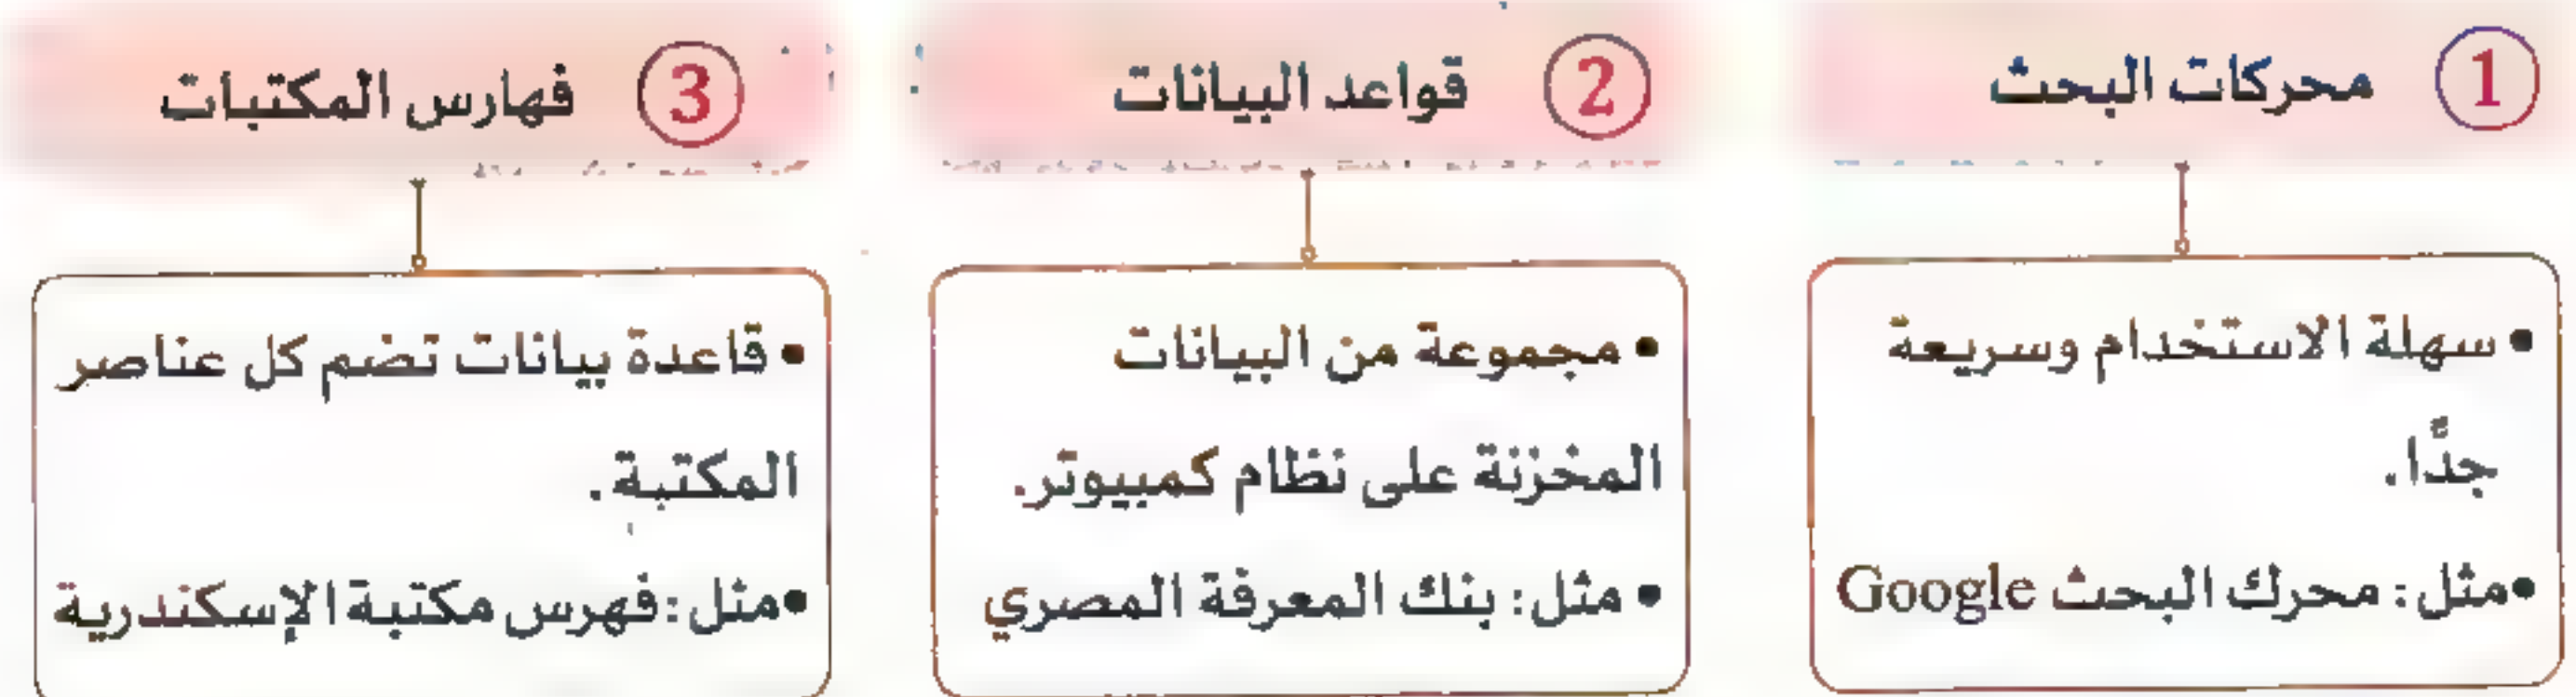 1 محركات البحث
• سهلة الاستخدام وسريعة
جدًّا.
• مثل: محرك البحث Google
2 قواعد البيانات
• مجموعة من البيانات
المخزنة على نظام كمبيوتر.
• مثل: بنك المعرفة المصري
3 فهارس المكتبات
• قاعدة بيانات تضم كل عناصر
المكتبة.
• مثل: فهرس مكتبة الإسكندرية